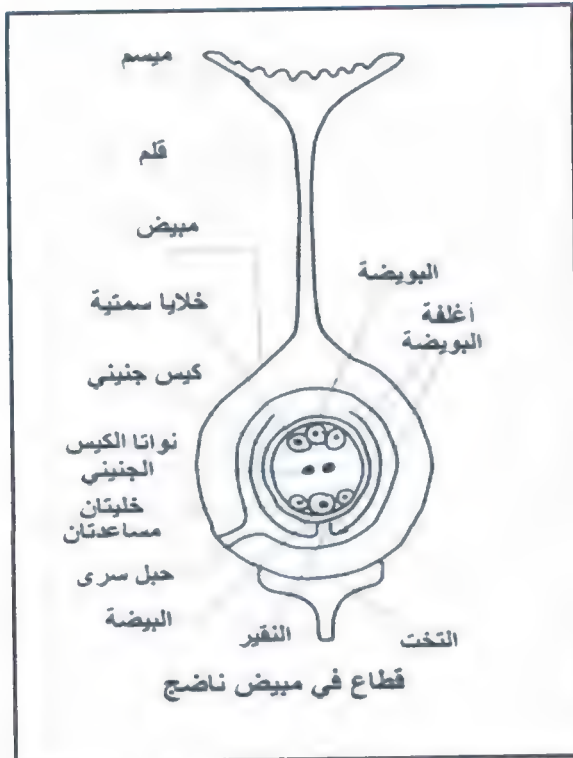 ميسم
قلم
مبيض
البويضة
خلايا سمتية
أغلفة
البويضة
كيس جنيني
نواتا الكيس
الجنيني
خليتان
مساعدتان
حبل سرى
البيضة
النقير
التخت
قطاع في مبيض ناضج